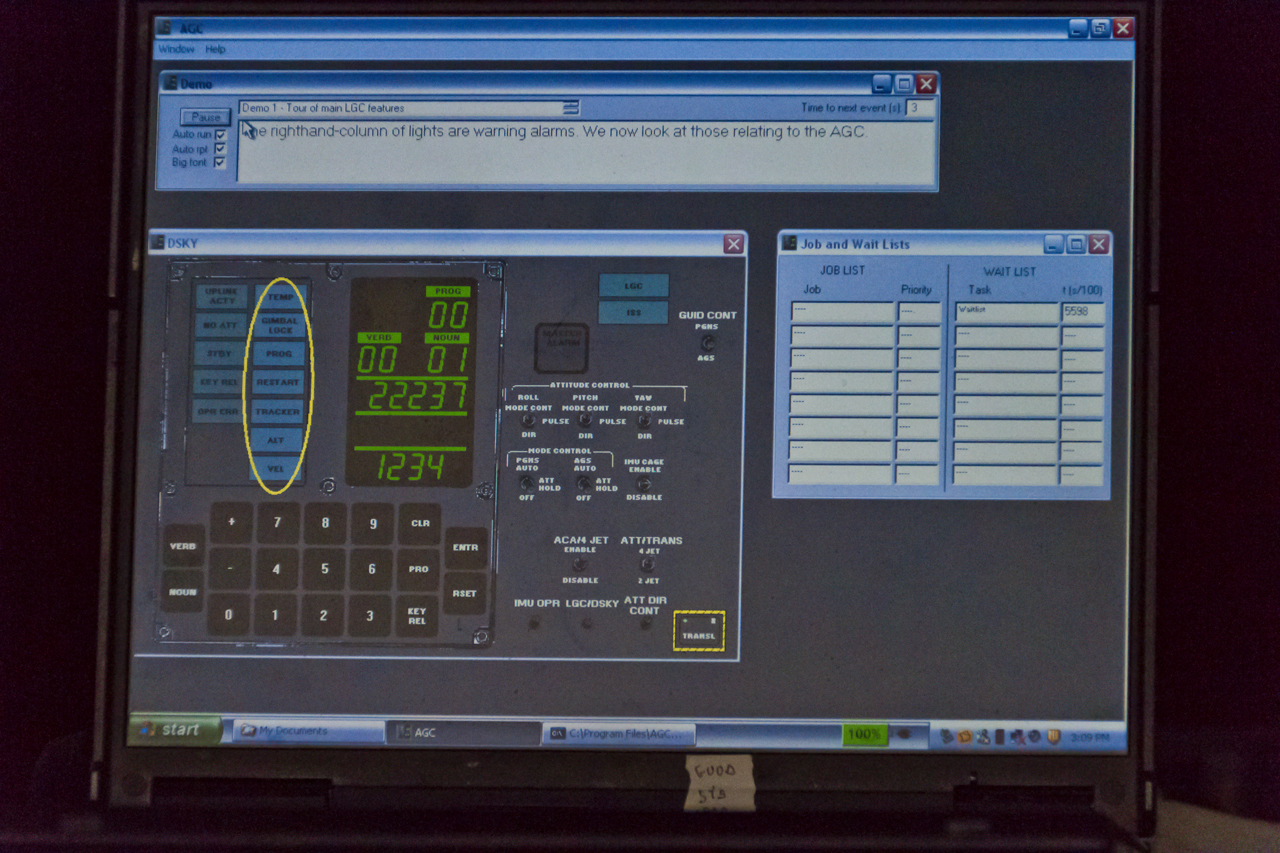 AGC
Window Help
Demo
Pause
Demo 1 - Tour of main LGC features
Time to next event (s) 3
Auto run
Auto rpt
Big font
righthand-column of lights are warning alarms. We now look at those relating to the AGC.
DSKY
UPLINK
ACTY
TEMP
NO ATT
GIMBAL
LOCK
STBY
PROG
KEY REL
RESTART
OPR ERR
TRACKER
ALT
VEL
PROG
00
VERB NOUN
00 01
22237
1234
LGC
ISS
MASTER
ALARM
GUID CONT
PGNS
AGS
ATTITUDE CONTROL
ROLL PITCH YAW
MODE CONT MODE CONT MODE CONT
PULSE PULSE PULSE
DIR DIR DIR
MODE CONTROL
PGNS AGS
AUTO AUTO
ATT ATT
HOLD HOLD
OFF OFF
IMU CAGE
ENABLE
DISABLE
ACA/4 JET ATT/TRANS
ENABLE 4 JET
DISABLE 2 JET
IMU OPR LGC/DSKY ATT DIR
CONT
TRANSL
VERB
NOUN
+ 7 8 9 CLR
- 4 5 6 PRO
0 1 2 3 KEY
REL
ENTR
RSET
Job and Wait Lists
JOB LIST WAIT LIST
Job Priority Task t (s/100)
---- ---- Waitlist 5598
---- ---- ---- ----
---- ---- ---- ----
---- ---- ---- ----
---- ---- ---- ----
---- ---- ---- ----
---- ---- ---- ----
---- ---- ---- ----
start
My Documents
AGC
C:\Program Files\AGC...
100%
3:09 PM
GOOD